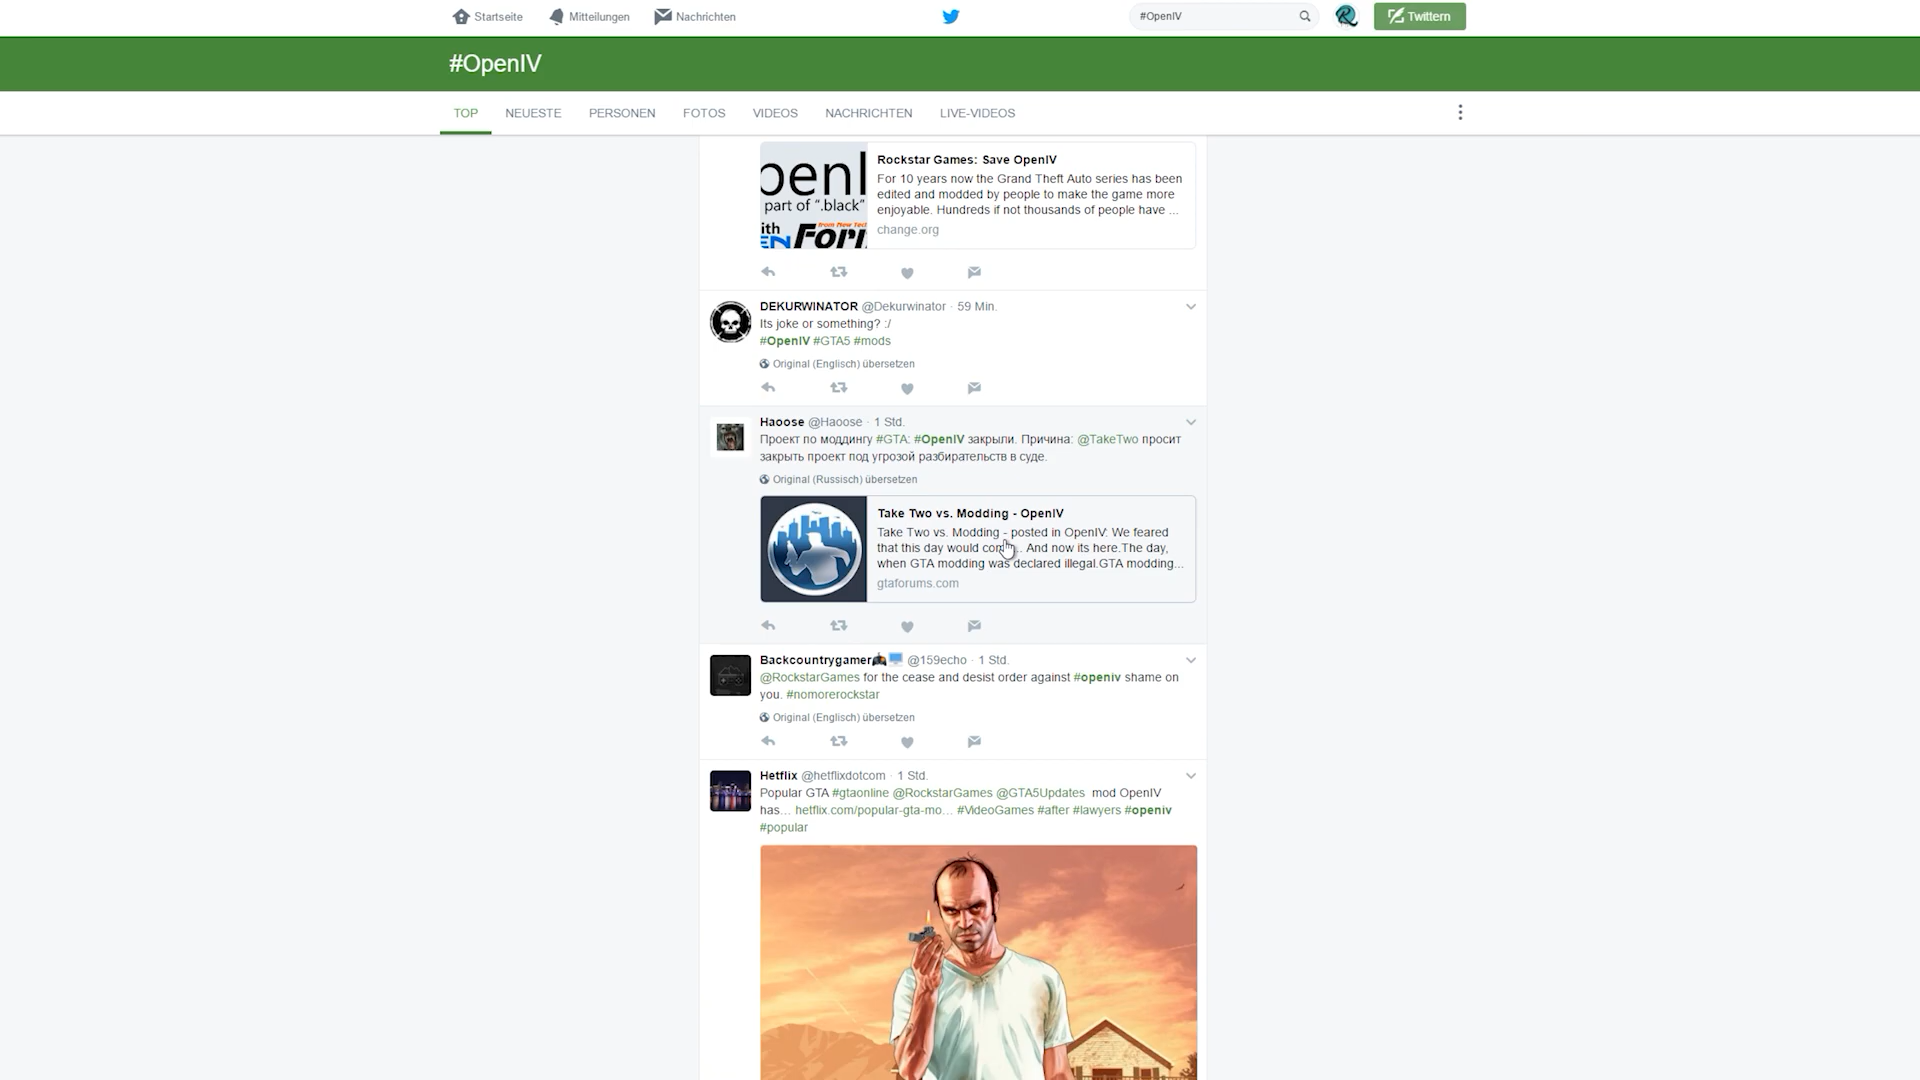 Startseite
Mitteilungen
Nachrichten
#OpenIV
Twittern
#OpenIV
TOP
NEUESTE
PERSONEN
FOTOS
VIDEOS
NACHRICHTEN
LIVE-VIDEOS
penI
part of ".black"
ith
from New Tec
EN
Rockstar Games: Save OpenIV
For 10 years now the Grand Theft Auto series has been
edited and modded by people to make the game more
enjoyable. Hundreds if not thousands of people have ...
change.org
DEKURWINATOR @Dekurwinator · 59 Min.
Its joke or something? :/
#OpenIV #GTA5 #mods
Original (Englisch) übersetzen
Haoose @Haoose · 1 Std.
Проект по моддингу #GTA: #OpenIV закрыли. Причина: @TakeTwo просит
закрыть проект под угрозой разбирательств в суде.
Original (Russisch) übersetzen
Take Two vs. Modding - OpenIV
Take Two vs. Modding - posted in OpenIV: We feared
that this day would com... And now its here.The day,
when GTA modding was declared illegal.GTA modding...
gtaforums.com
Backcountrygamer @159echo · 1 Std.
@RockstarGames for the cease and desist order against #openiv shame on
you. #nomorerockstar
Original (Englisch) übersetzen
Hetflix @hetflixdotcom · 1 Std.
Popular GTA #gtaonline @RockstarGames @GTA5Updates mod OpenIV
has... hetflix.com/popular-gta-mo... #VideoGames #after #lawyers #openiv
#popular